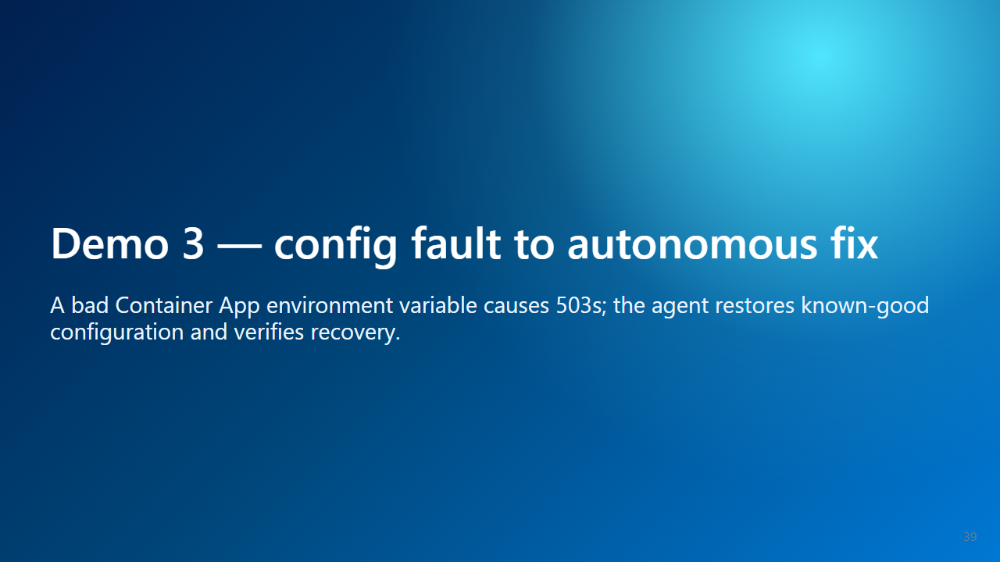 Demo 3 — config fault to autonomous fix
A bad Container App environment variable causes 503s; the agent restores known-good
configuration and verifies recovery.
39